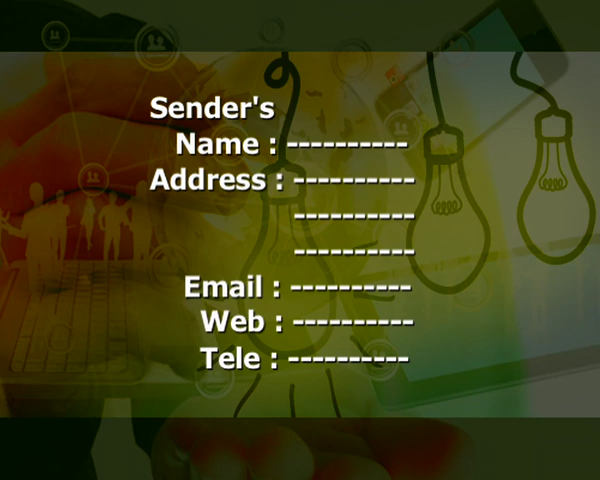 Sender's
Name : ----------
Address : ----------
----------
----------
Email : ----------
Web : ----------
Tele : ----------